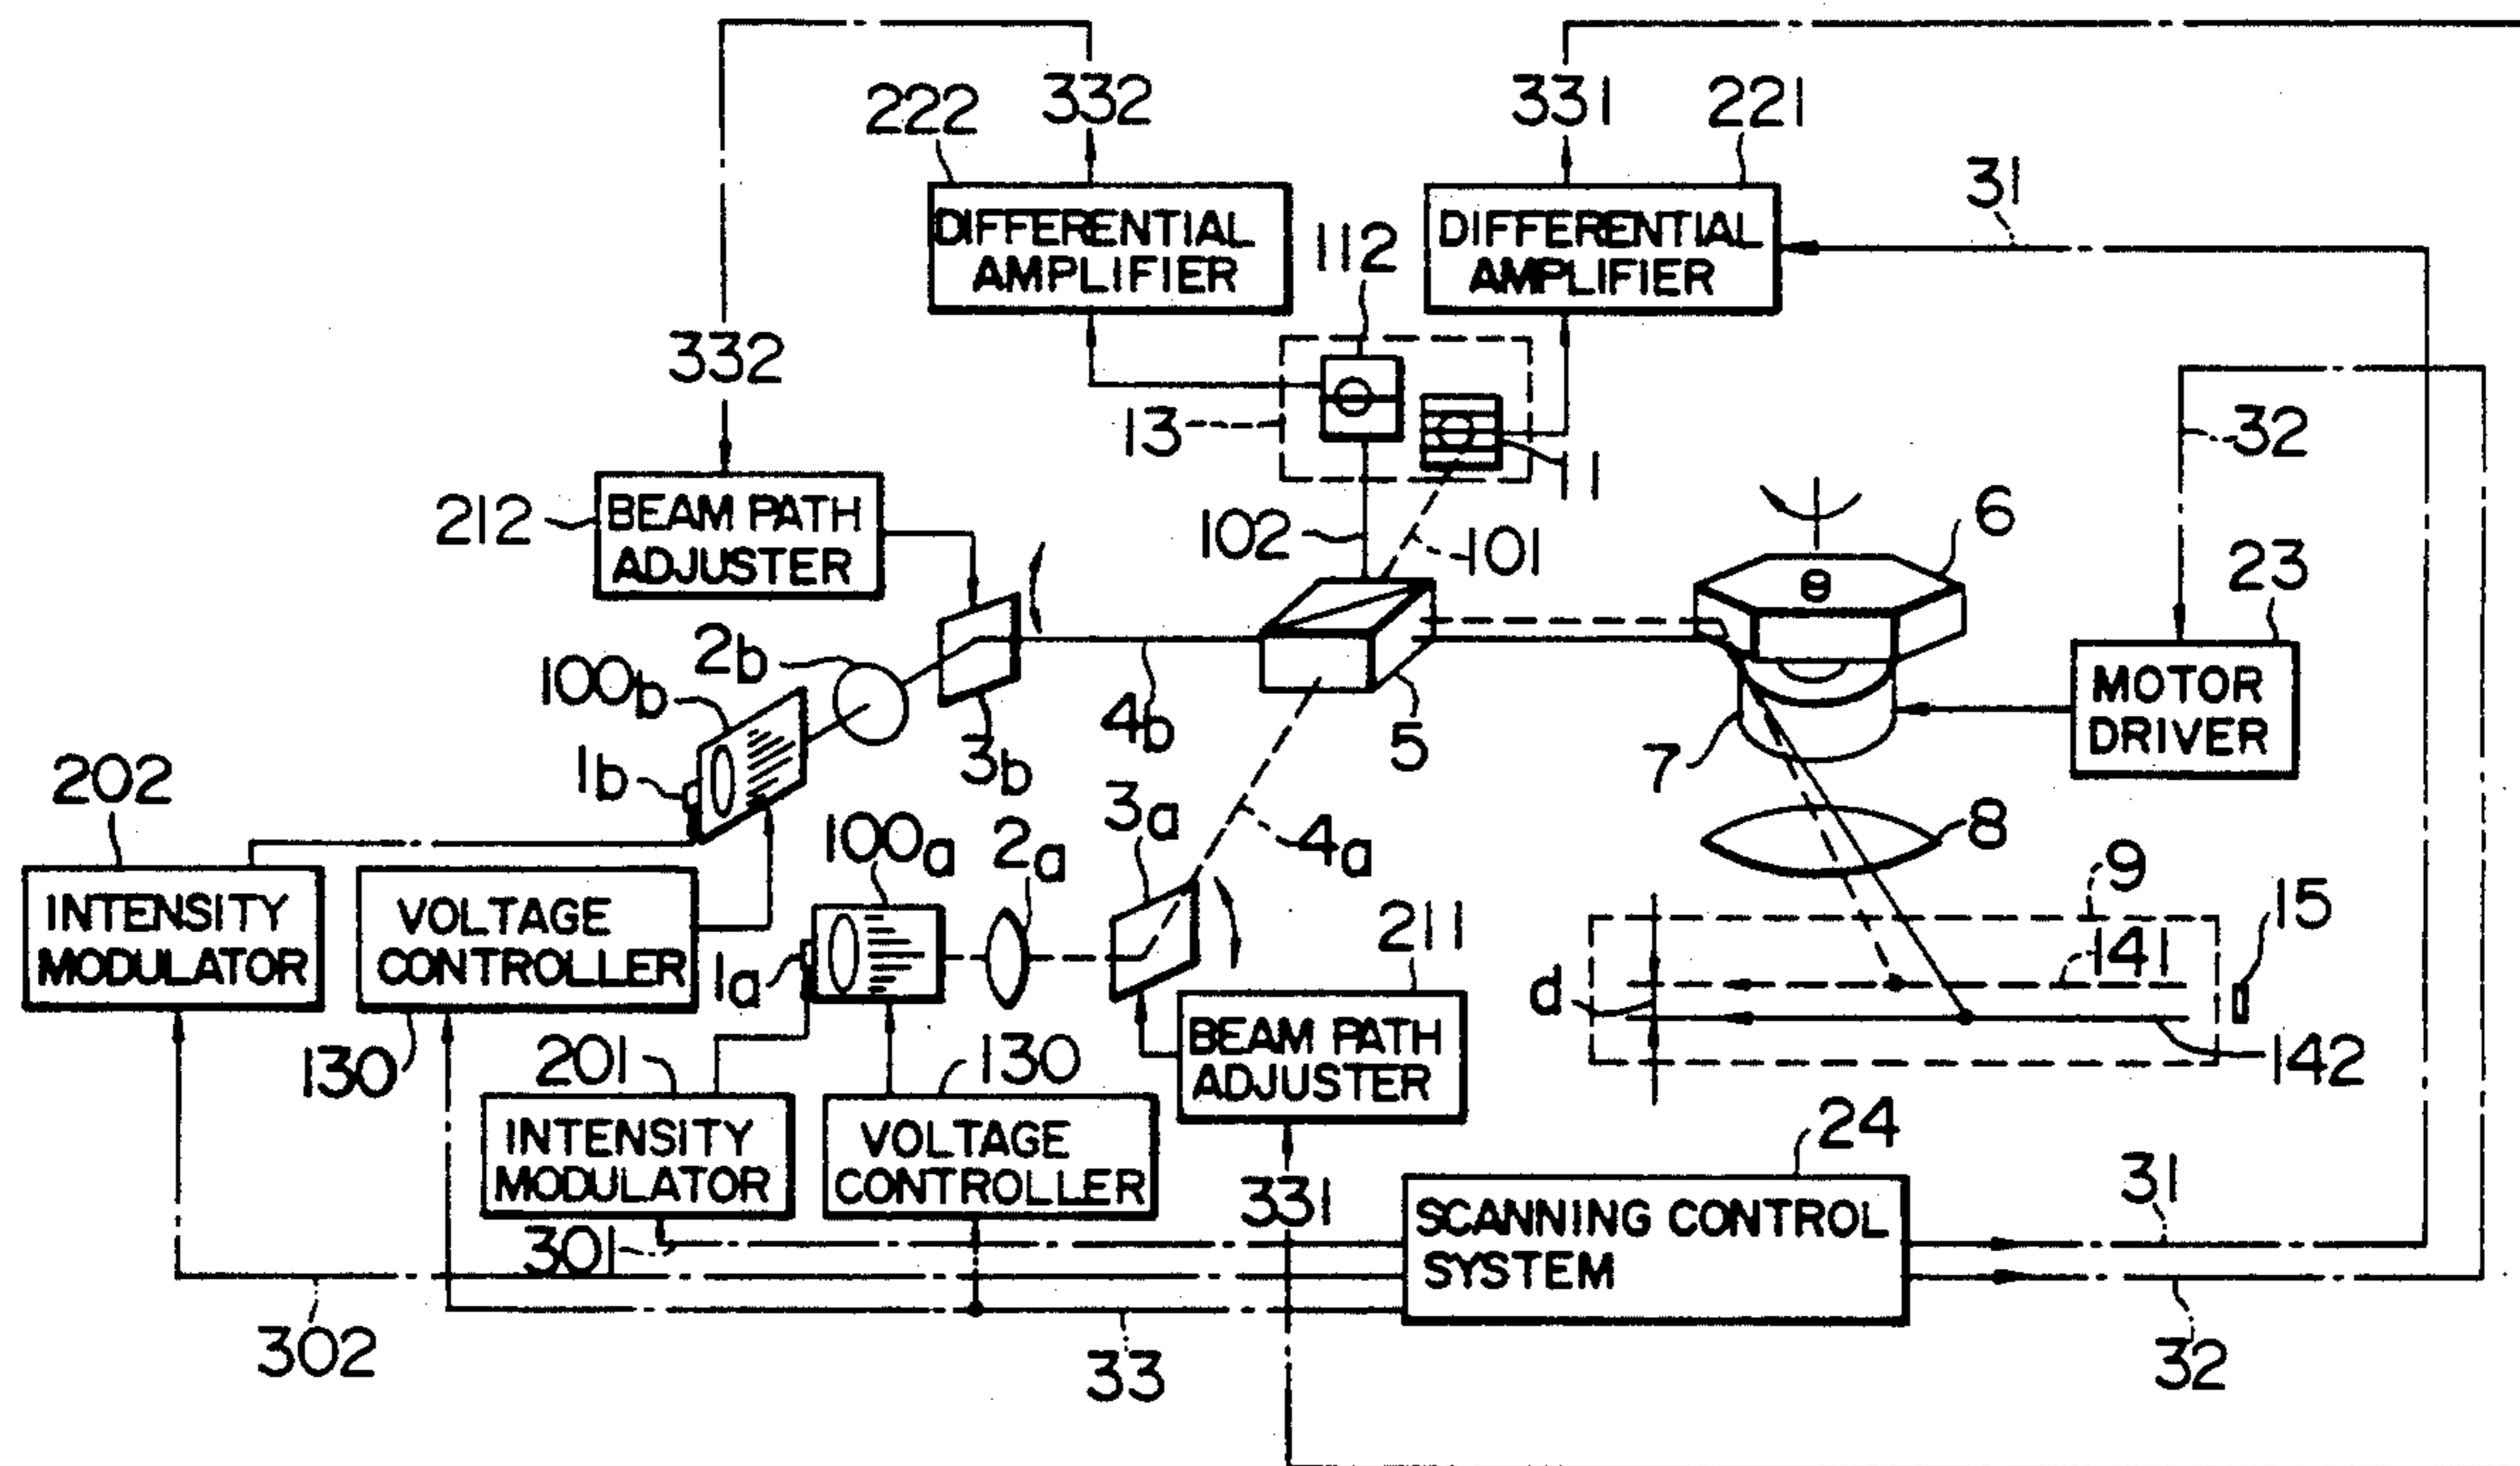 222 332 331 221
31
DIFFERENTIAL
AMPLIFIER
112
DIFFERENTIAL
AMPLIFIER
332
13
11
32
212
BEAM PATH
ADJUSTER
102
101
6
23
θ
100b
2b
3b
4b
5
7
MOTOR
DRIVER
202
1b
100a
2a
3a
4a
8
9
15
INTENSITY
MODULATOR
VOLTAGE
CONTROLLER
1a
211
d
141
142
130
201
130
BEAM PATH
ADJUSTER
24
INTENSITY
MODULATOR
VOLTAGE
CONTROLLER
331
SCANNING CONTROL
SYSTEM
31
301
302
33
32